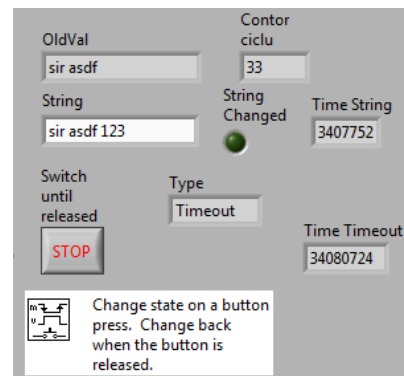 OldVal
sir asdf
Contor
ciclu
33
String
sir asdf 123
String
Changed
Time String
3407752
Switch
until
released
STOP
Type
Timeout
Time Timeout
34080724
m
v
Change state on a button
press. Change back
when the button is
released.